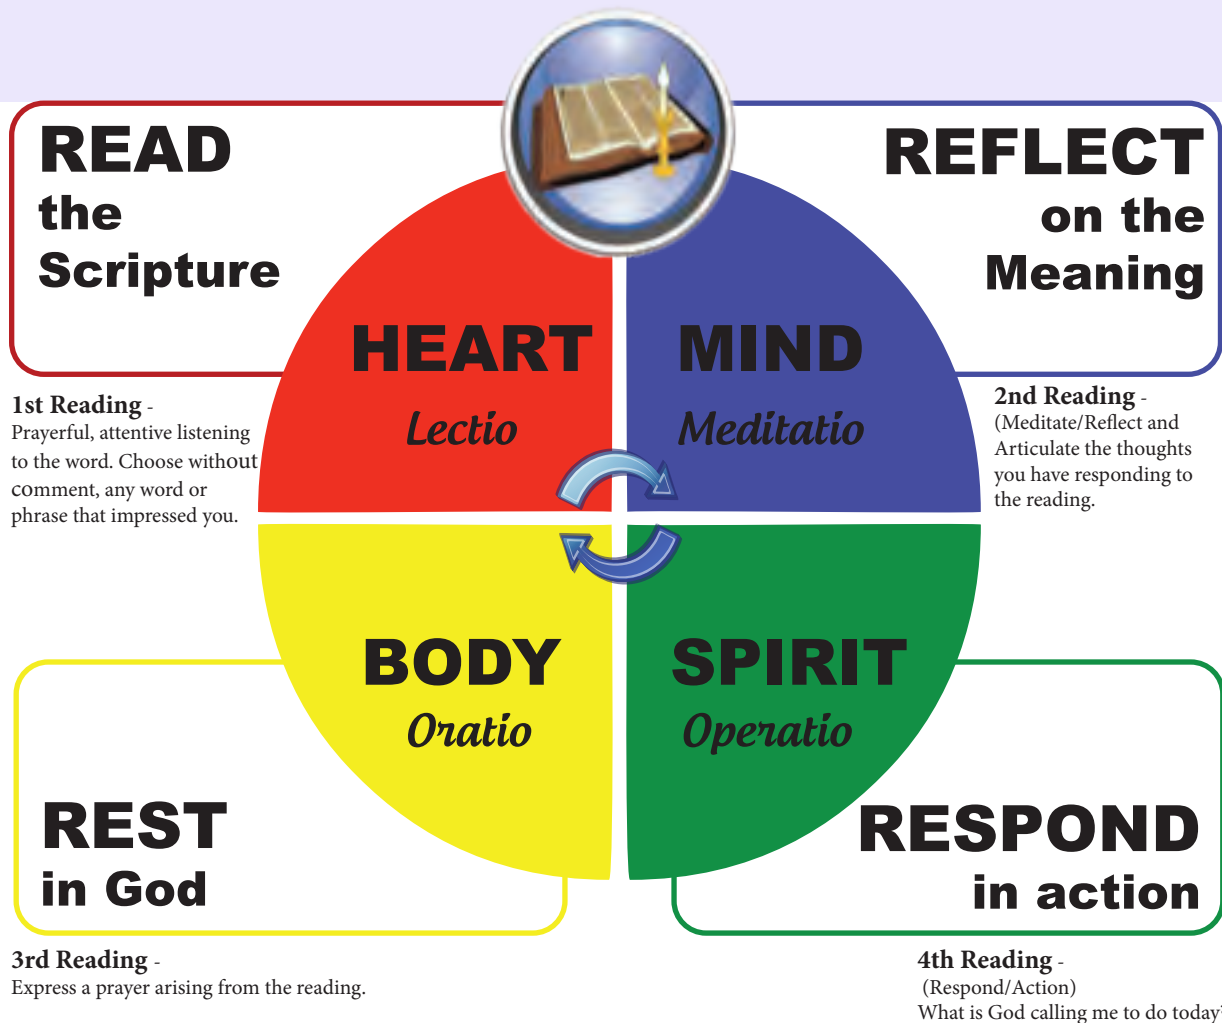 READ
the
Scripture
REFLECT
on the
Meaning
HEART
Lectio
MIND
Meditatio
1st Reading -
Prayerful, attentive listening
to the word. Choose without
comment, any word or
phrase that impressed you.
2nd Reading -
(Meditate/Reflect and
Articulate the thoughts
you have responding to
the reading.
BODY
Oratio
SPIRIT
Operatio
REST
in God
RESPOND
in action
3rd Reading -
Express a prayer arising from the reading.
4th Reading -
(Respond/Action)
What is God calling me to do today?